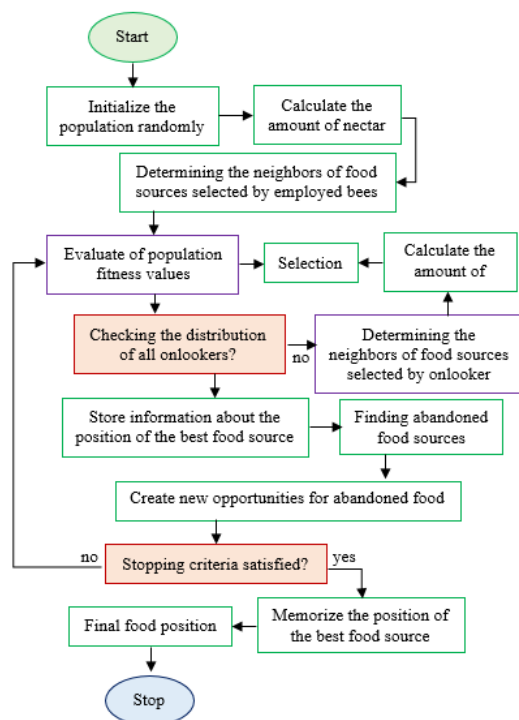 Start
Initialize the
population randomly
Calculate the
amount of nectar
Determining the neighbors of food
sources selected by employed bees
Evaluate of population
fitness values
Selection
Calculate the
amount of
Checking the distribution
of all onlookers?
no
Determining the
neighbors of food sources
selected by onlooker
Store information about the
position of the best food source
Finding abandoned
food sources
Create new opportunities for abandoned food
no
Stopping criteria satisfied?
yes
Memorize the position of
the best food source
Final food position
Stop